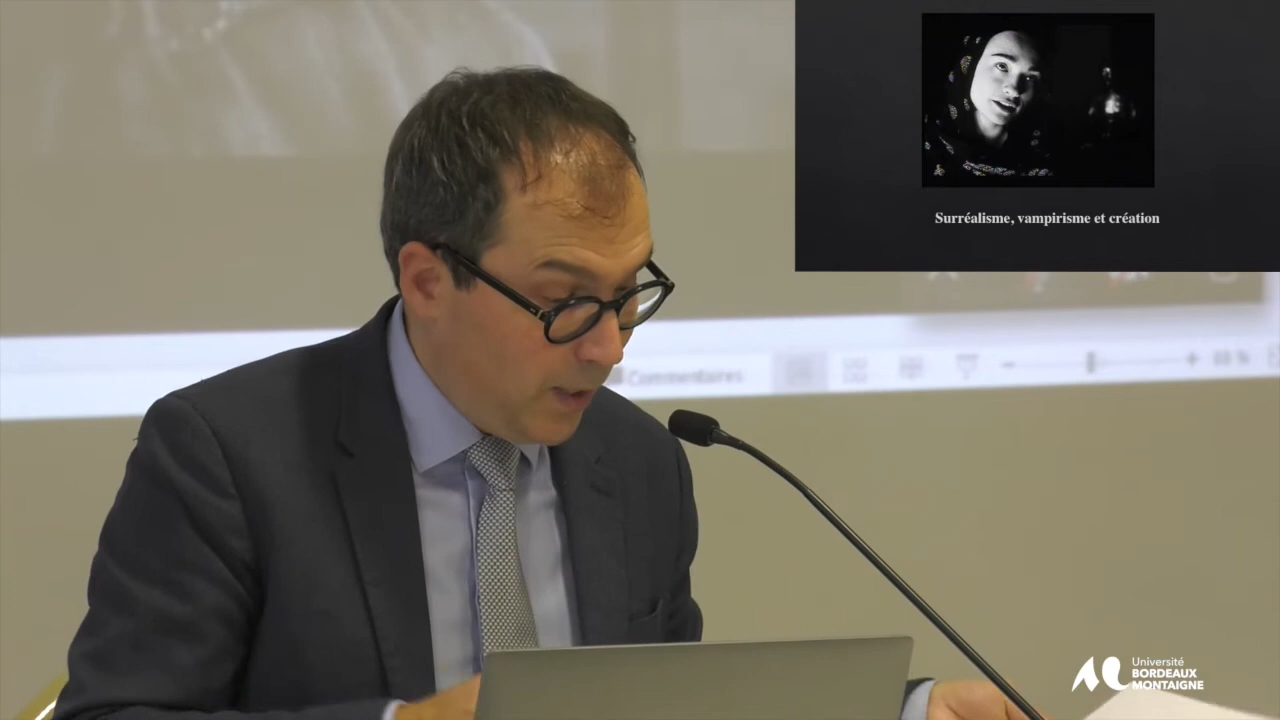 Surréalisme, vampirisme et création
Commentaires
Université
BORDEAUX
MONTAIGNE